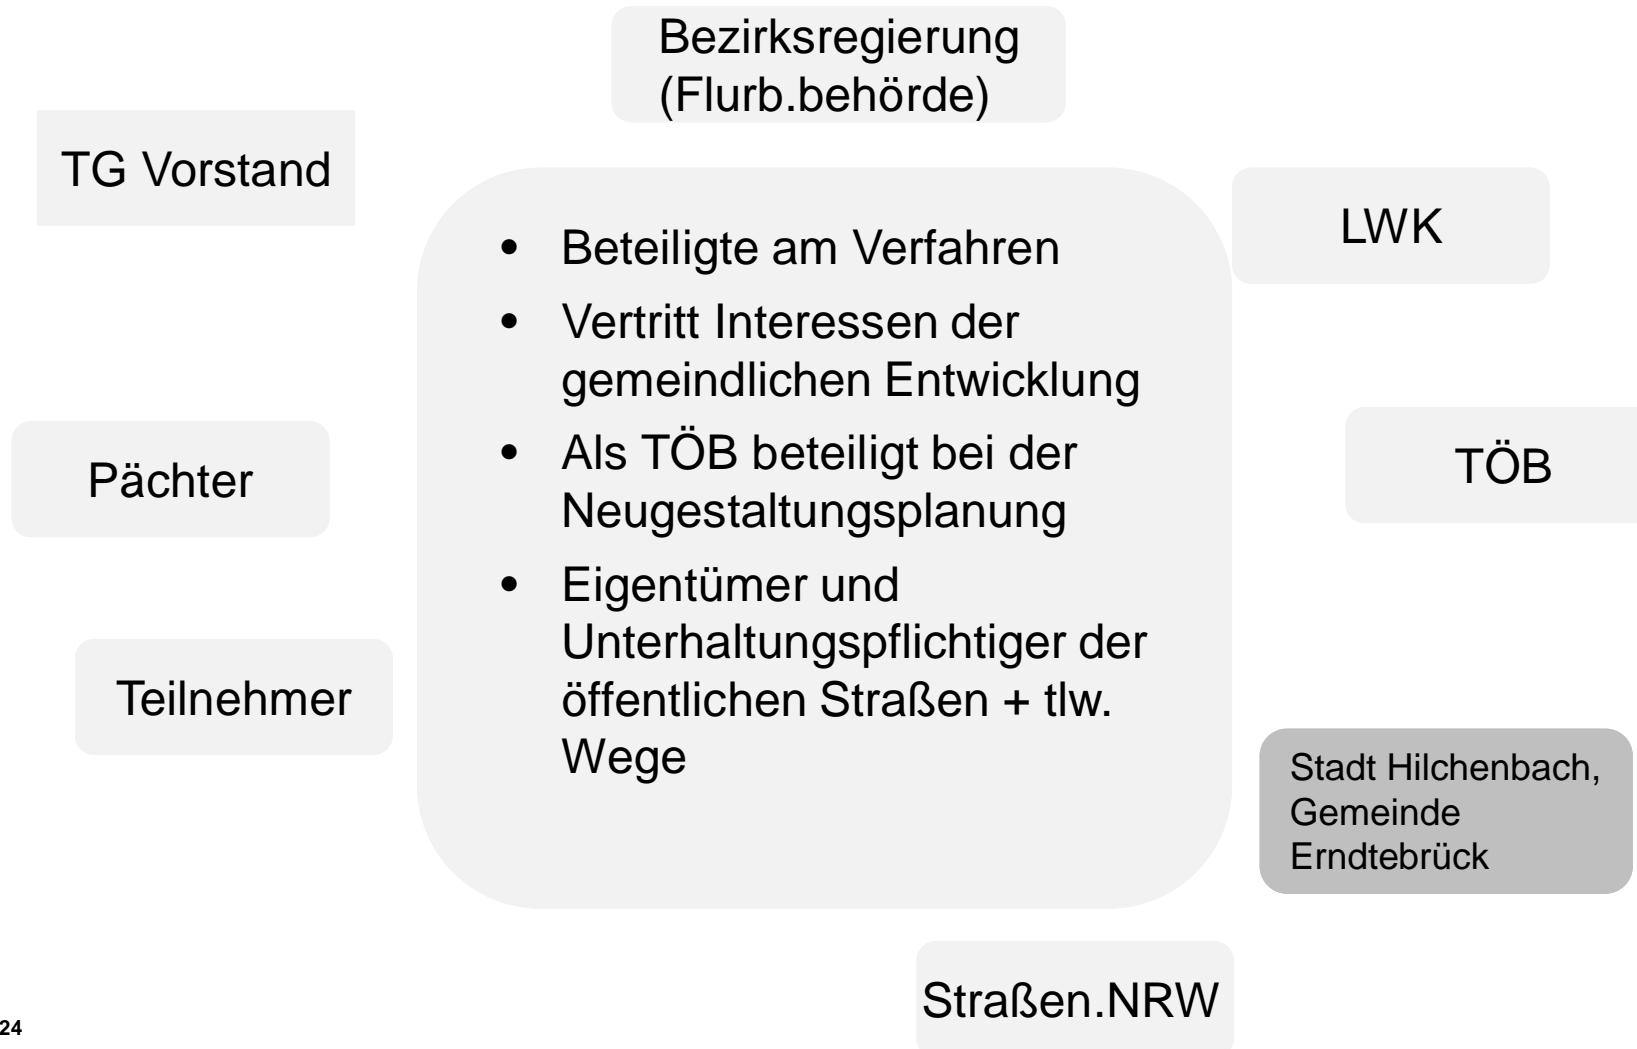 Bezirksregierung
(Flurb.behörde)
TG Vorstand
LWK
• Beteiligte am Verfahren
• Vertritt Interessen der
gemeindlichen Entwicklung
• Als TÖB beteiligt bei der
Neugestaltungsplanung
• Eigentümer und
Unterhaltungspflichtiger der
öffentlichen Straßen + tlw.
Wege
Pächter
TÖB
Teilnehmer
Stadt Hilchenbach,
Gemeinde
Erndtebrück
Straßen.NRW
24